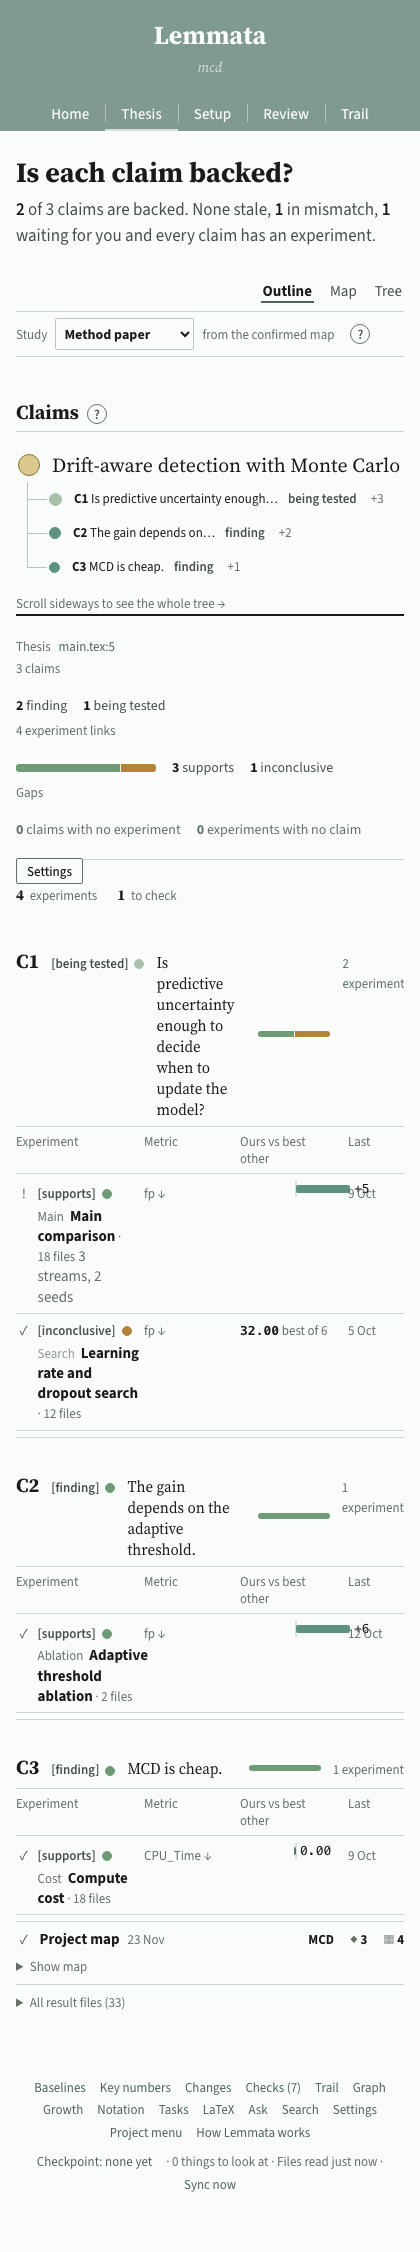 Lemmata
mcd
Home Thesis Setup Review Trail
Is each claim backed?
2 of 3 claims are backed. None stale, 1 in mismatch, 1
waiting for you and every claim has an experiment.
Outline Map Tree
Study Method paper from the confirmed map ?
Claims ?
Drift-aware detection with Monte Carlo
C1 Is predictive uncertainty enough… being tested +3
C2 The gain depends on… finding +2
C3 MCD is cheap. finding +1
Scroll sideways to see the whole tree →
Thesis main.tex:5
3 claims
2 finding 1 being tested
4 experiment links
3 supports 1 inconclusive
Gaps
0 claims with no experiment 0 experiments with no claim
Settings
4 experiments 1 to check
C1 [being tested] Is predictive uncertainty enough to decide when to update the model? 2 experiment
Experiment Metric Ours vs best other Last
! [supports] fp ↓ +5 9 Oct
Main Main comparison ·
18 files 3 streams, 2 seeds
✓ [inconclusive] fp ↓ 32.00 best of 6 5 Oct
Search Learning rate and dropout search
· 12 files
C2 [finding] The gain depends on the adaptive threshold. 1 experiment
Experiment Metric Ours vs best other Last
✓ [supports] fp ↓ +6 12 Oct
Ablation Adaptive threshold ablation · 2 files
C3 [finding] MCD is cheap. 1 experiment
Experiment Metric Ours vs best other Last
✓ [supports] CPU_Time ↓ 0.00 9 Oct
Cost Compute cost · 18 files
✓ Project map 23 Nov MCD ◆ 3 ▦ 4
▶ Show map
▶ All result files (33)
Baselines Key numbers Changes Checks (7) Trail Graph
Growth Notation Tasks LaTeX Ask Search Settings
Project menu How Lemmata works
Checkpoint: none yet · 0 things to look at · Files read just now ·
Sync now